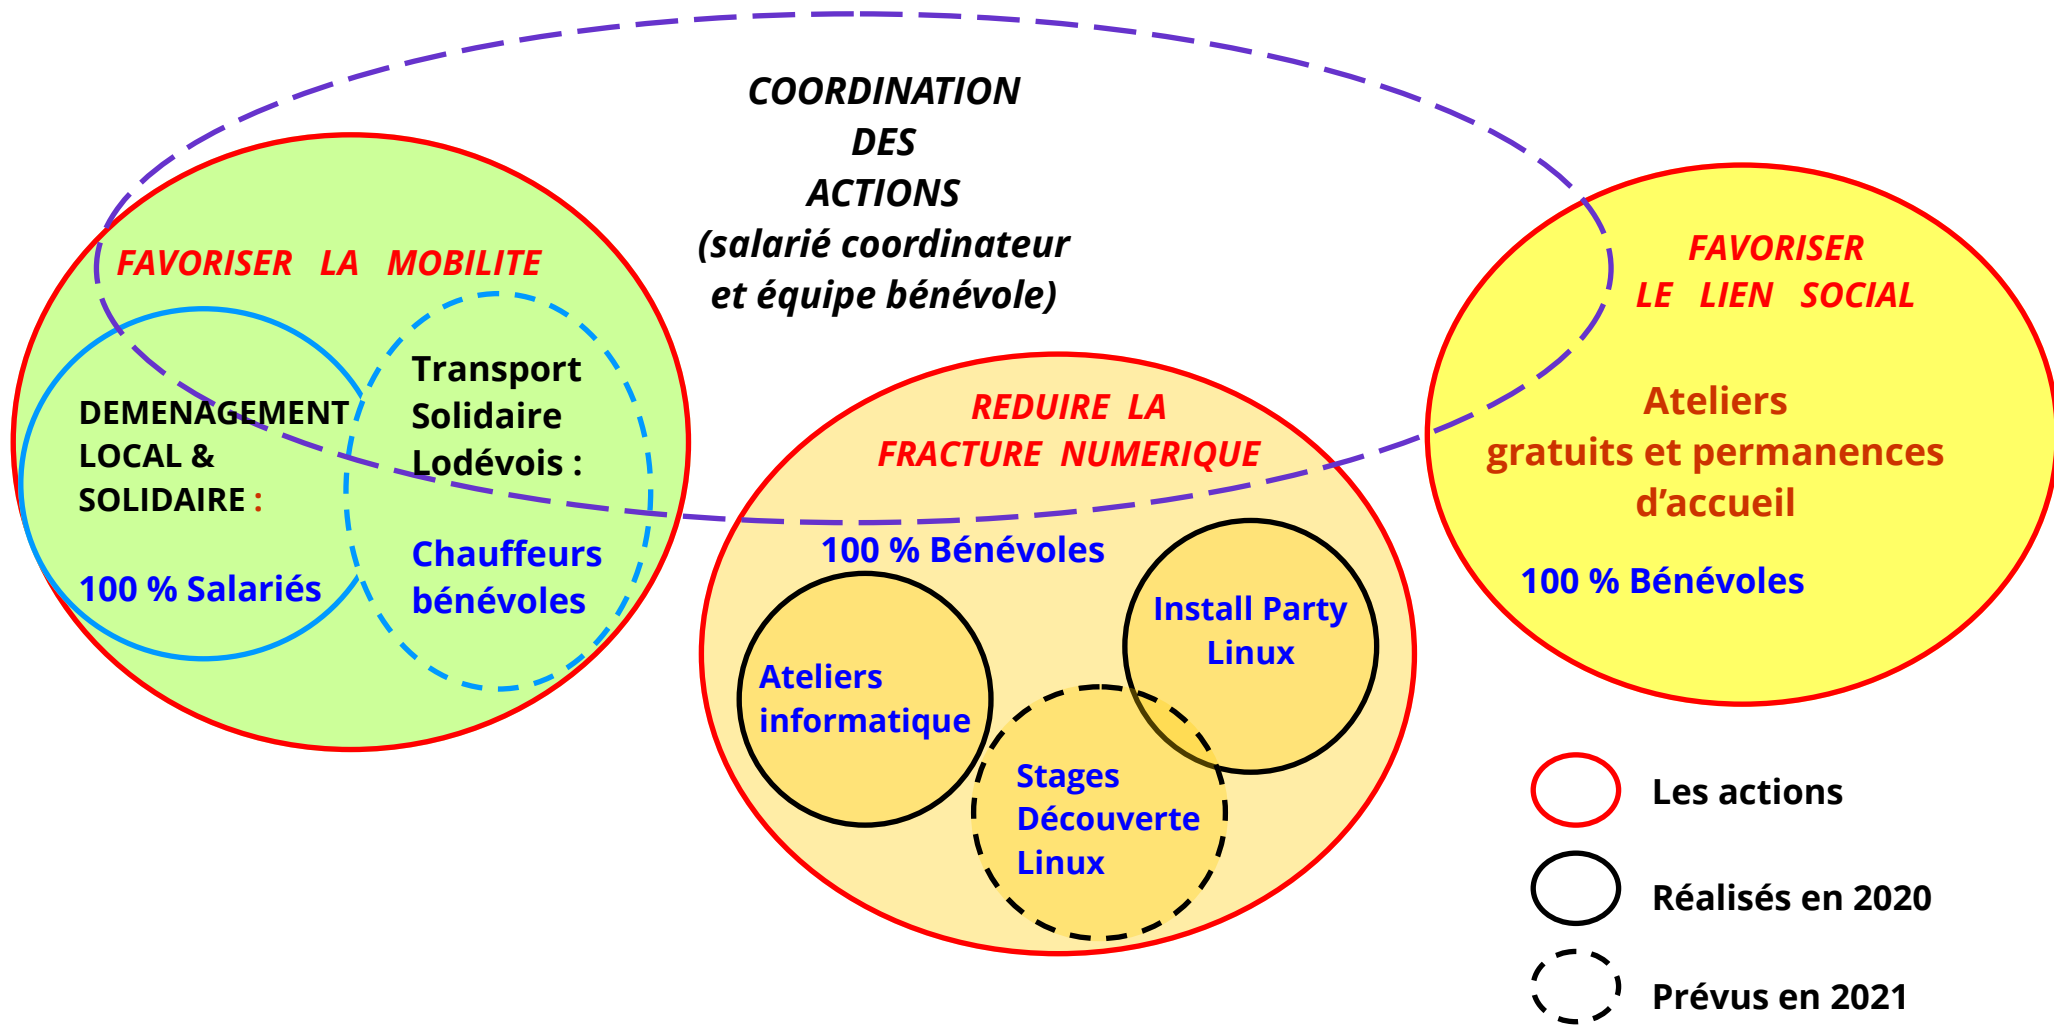 COORDINATION
DES
ACTIONS
(salarié coordinateur
et équipe bénévole)
FAVORISER LA MOBILITE
DEMENAGEMENT
LOCAL &
SOLIDAIRE :
100 % Salariés
Transport
Solidaire
Lodévois :
Chauffeurs
bénévoles
REDUIRE LA
FRACTURE NUMERIQUE
100 % Bénévoles
Ateliers
informatique
Install Party
Linux
Stages
Découverte
Linux
FAVORISER
LE LIEN SOCIAL
Ateliers
gratuits et permanences
d’accueil
100 % Bénévoles
Les actions
Réalisés en 2020
Prévus en 2021